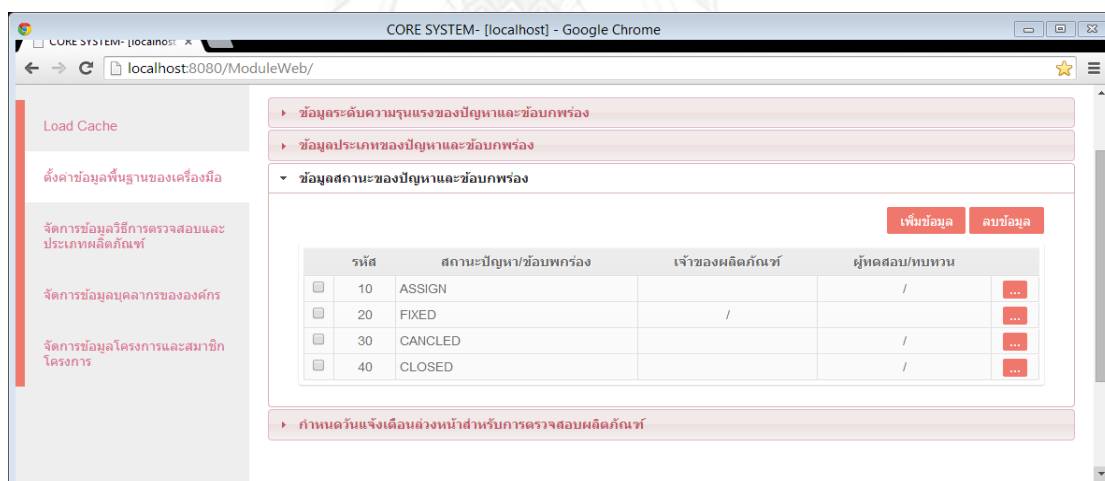 CORE SYSTEM- [localhost] - Google Chrome
CORE SYSTEM- [localhost ×
localhost:8080/ModuleWeb/
Load Cache
ตั้งค่าข้อมูลพื้นฐานของเครื่องมือ
จัดการข้อมูลวิธีการตรวจสอบและ
ประเภทผลิตภัณฑ์
จัดการข้อมูลบุคลากรขององค์กร
จัดการข้อมูลโครงการและสมาชิก
โครงการ
ข้อมูลระดับความรุนแรงของปัญหาและข้อบกพร่อง
ข้อมูลประเภทของปัญหาและข้อบกพร่อง
ข้อมูลสถานะของปัญหาและข้อบกพร่อง
เพิ่มข้อมูล ลบข้อมูล
รหัส สถานะปัญหา/ข้อบพกร่อง เจ้าของผลิตภัณฑ์ ผู้ทดสอบ/ทบทวน
10 ASSIGN / ...
20 FIXED / ...
30 CANCLED / ...
40 CLOSED / ...
กำหนดวันแจ้งเตือนล่วงหน้าสำหรับการตรวจสอบผลิตภัณฑ์